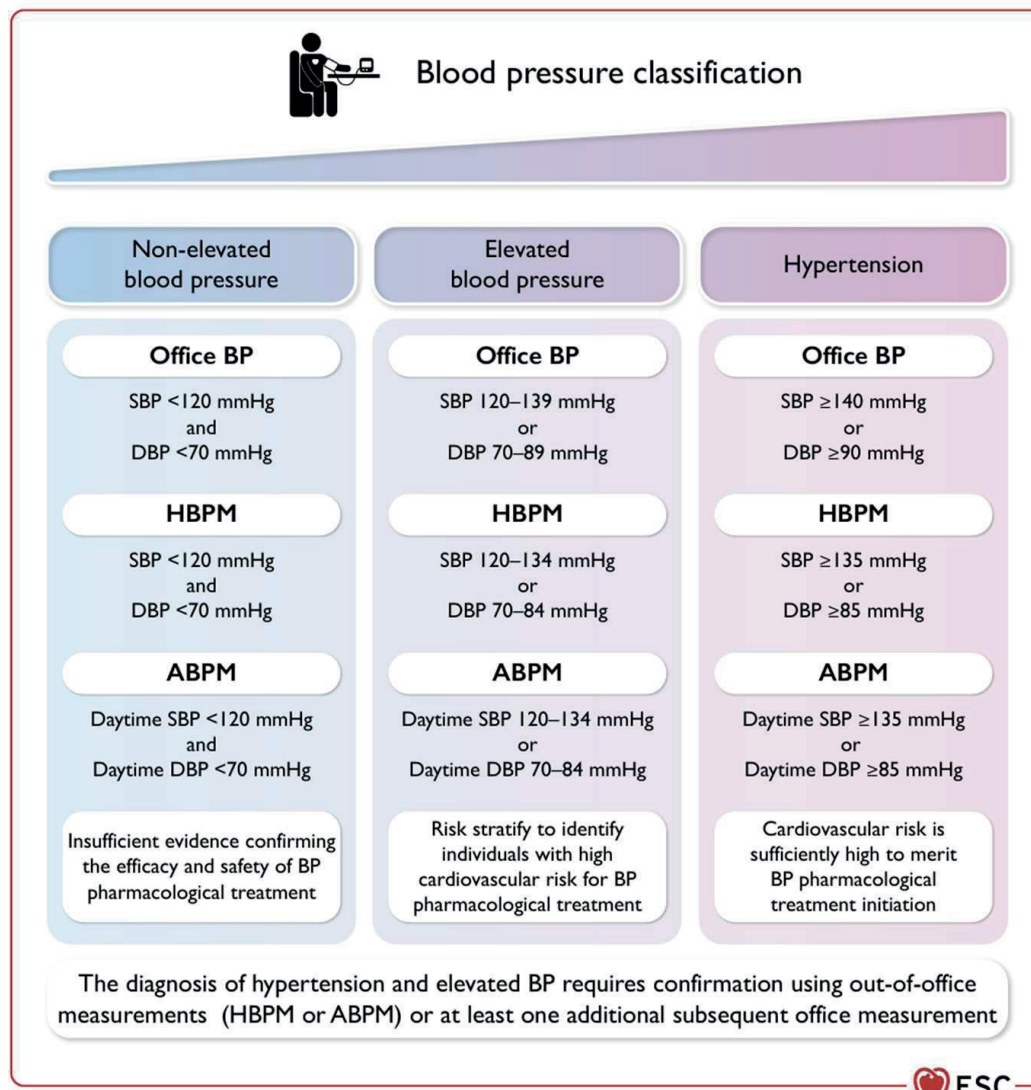 Blood pressure classification
Non-elevated
blood pressure
Office BP
SBP <120 mmHg
and
DBP <70 mmHg
HBPM
SBP <120 mmHg
and
DBP <70 mmHg
ABPM
Daytime SBP <120 mmHg
and
Daytime DBP <70 mmHg
Insufficient evidence confirming
the efficacy and safety of BP
pharmacological treatment
Elevated
blood pressure
Office BP
SBP 120–139 mmHg
or
DBP 70–89 mmHg
HBPM
SBP 120–134 mmHg
or
DBP 70–84 mmHg
ABPM
Daytime SBP 120–134 mmHg
or
Daytime DBP 70–84 mmHg
Risk stratify to identify
individuals with high
cardiovascular risk for BP
pharmacological treatment
Hypertension
Office BP
SBP ≥140 mmHg
or
DBP ≥90 mmHg
HBPM
SBP ≥135 mmHg
or
DBP ≥85 mmHg
ABPM
Daytime SBP ≥135 mmHg
or
Daytime DBP ≥85 mmHg
Cardiovascular risk is
sufficiently high to merit
BP pharmacological
treatment initiation
The diagnosis of hypertension and elevated BP requires confirmation using out-of-office
measurements (HBPM or ABPM) or at least one additional subsequent office measurement
ESC